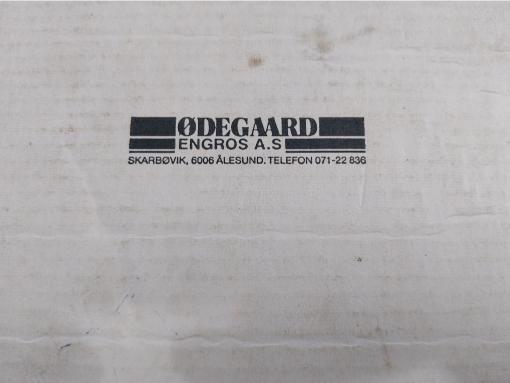 ØDEGAARD
ENGROS A.S
SKARBØVIK, 6006 ÅLESUND. TELEFON 071-22 836